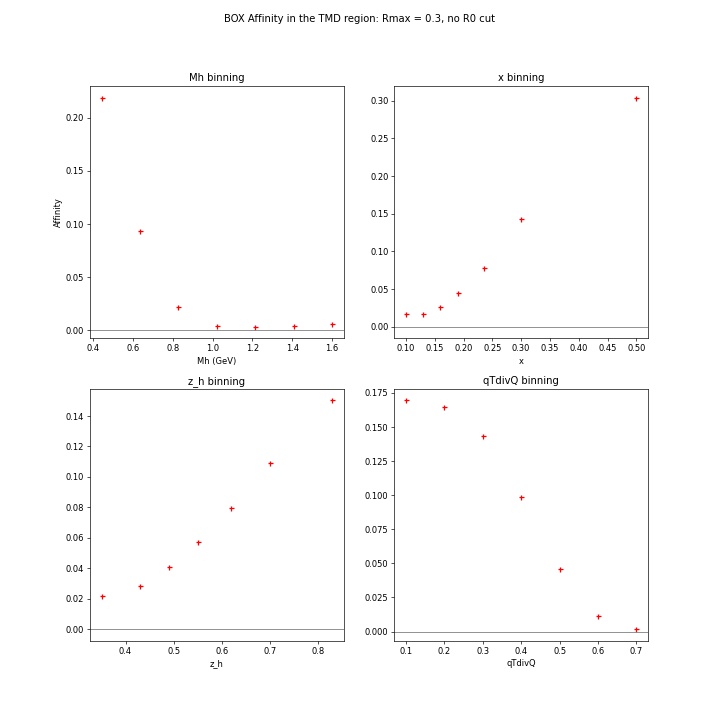 BOX Affinity in the TMD region: Rmax = 0.3, no R0 cut
Mh binning
0.20
0.15
0.10
0.05
0.00
Affinity
0.4 0.6 0.8 1.0 1.2 1.4 1.6
Mh (GeV)
x binning
0.30
0.25
0.20
0.15
0.10
0.05
0.00
0.10 0.15 0.20 0.25 0.30 0.35 0.40 0.45 0.50
x
z_h binning
0.14
0.12
0.10
0.08
0.06
0.04
0.02
0.00
0.4 0.5 0.6 0.7 0.8
z_h
qTdivQ binning
0.175
0.150
0.125
0.100
0.075
0.050
0.025
0.000
0.1 0.2 0.3 0.4 0.5 0.6 0.7
qTdivQ